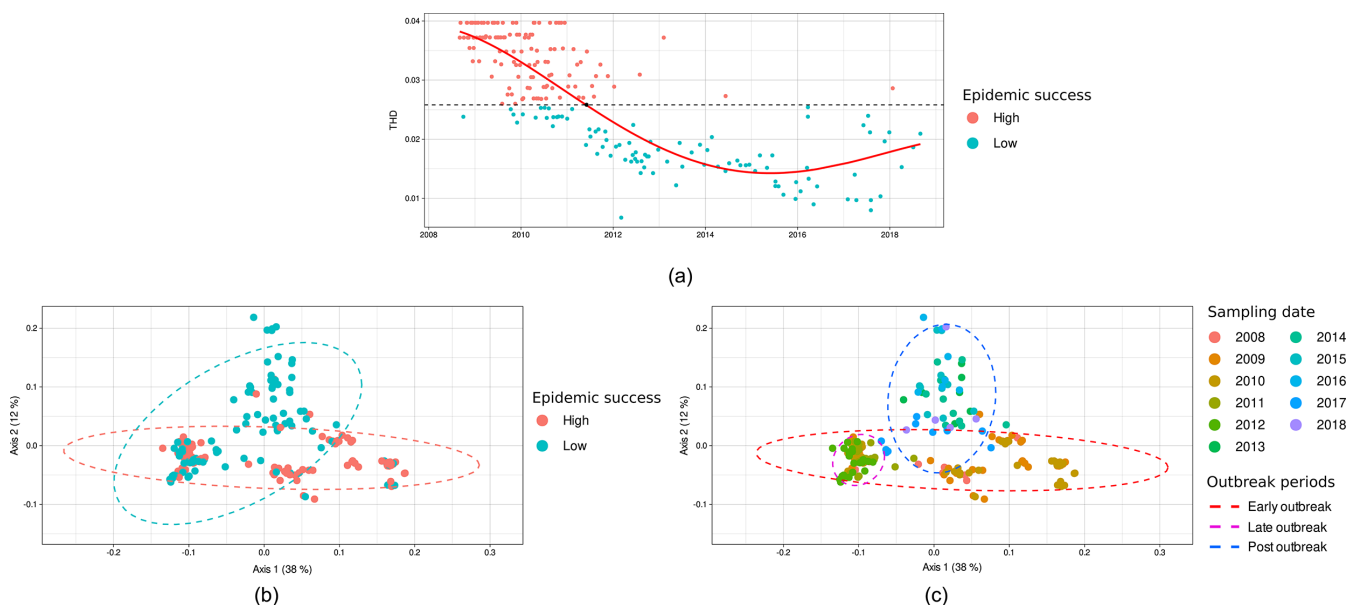 0.04
0.03
0.02
0.01
THD
2008
2010
2012
2014
2016
2018
Epidemic success
High
Low
(a)
0.2
0.1
0.0
-0.1
Axis 2 (12 %)
-0.2
-0.1
0.0
0.1
0.2
0.3
Axis 1 (38 %)
Epidemic success
High
Low
(b)
0.2
0.1
0.0
-0.1
Axis 2 (12 %)
-0.2
-0.1
0.0
0.1
0.2
0.3
Axis 1 (38 %)
Sampling date
2008
2009
2010
2011
2012
2013
2014
2015
2016
2017
2018
Outbreak periods
Early outbreak
Late outbreak
Post outbreak
(c)